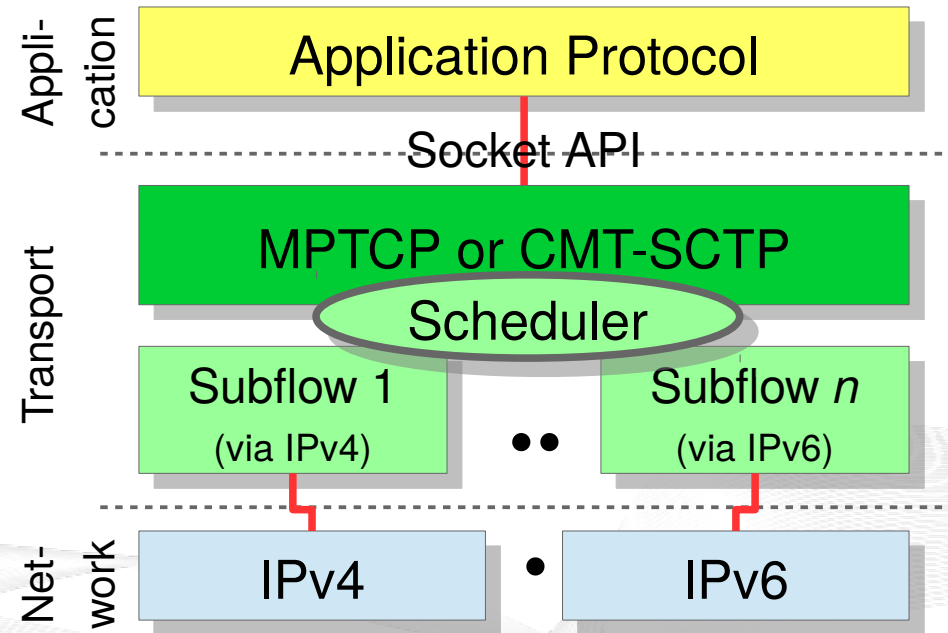 Appli-
cation
Application Protocol
Socket API
Transport
MPTCP or CMT-SCTP
Scheduler
Subflow 1
(via IPv4)
••
Subflow n
(via IPv6)
Net-
work
IPv4
•
IPv6